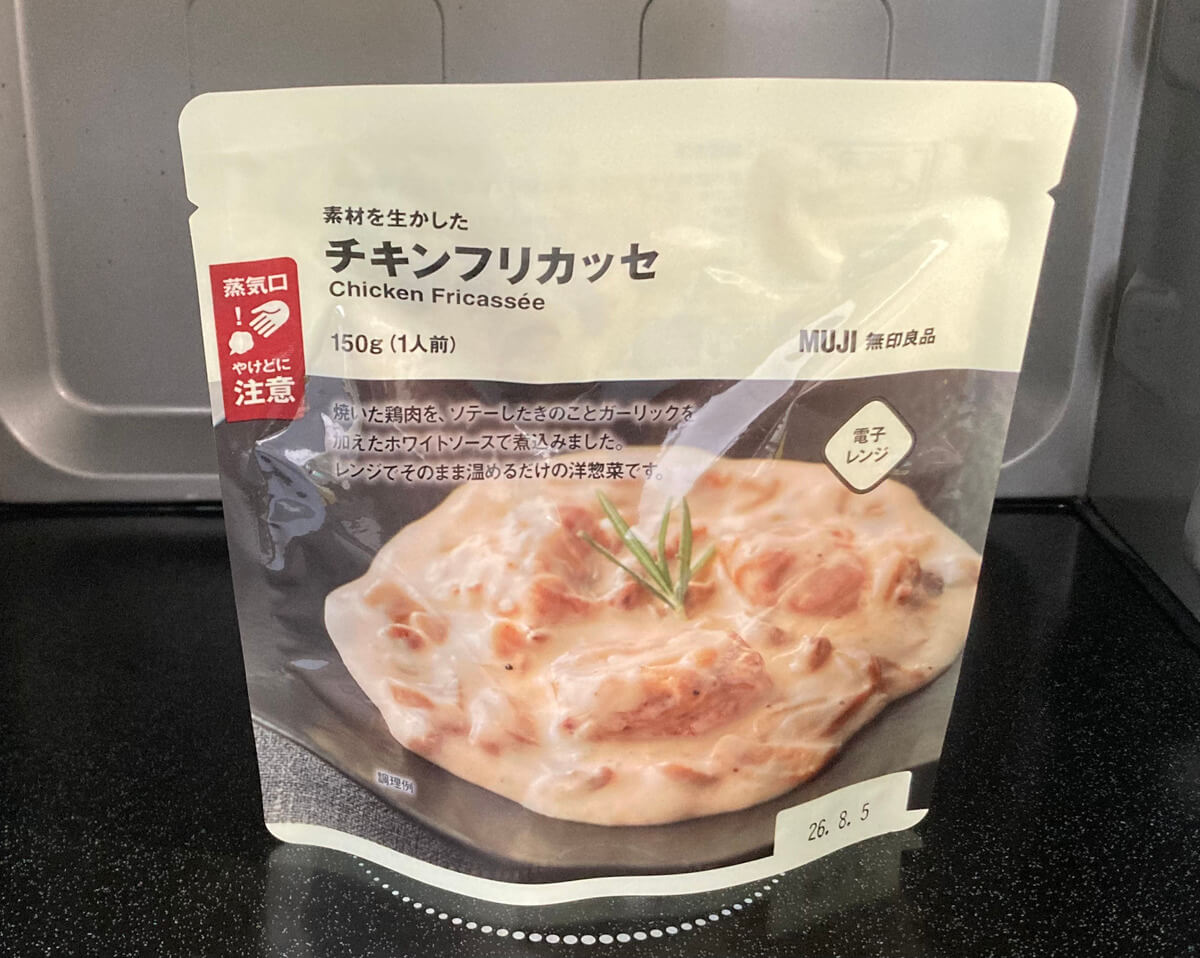 素材を生かした
チキンフリカッセ
Chicken Fricassée
150g（1人前）
MUJI 無印良品
蒸気口
!
やけどに
注意
焼いた鶏肉を、ソテーしたきのことガーリックを
加えたホワイトソースで煮込みました。
レンジでそのまま温めるだけの洋惣菜です。
電子
レンジ
調理例
26. 8. 5